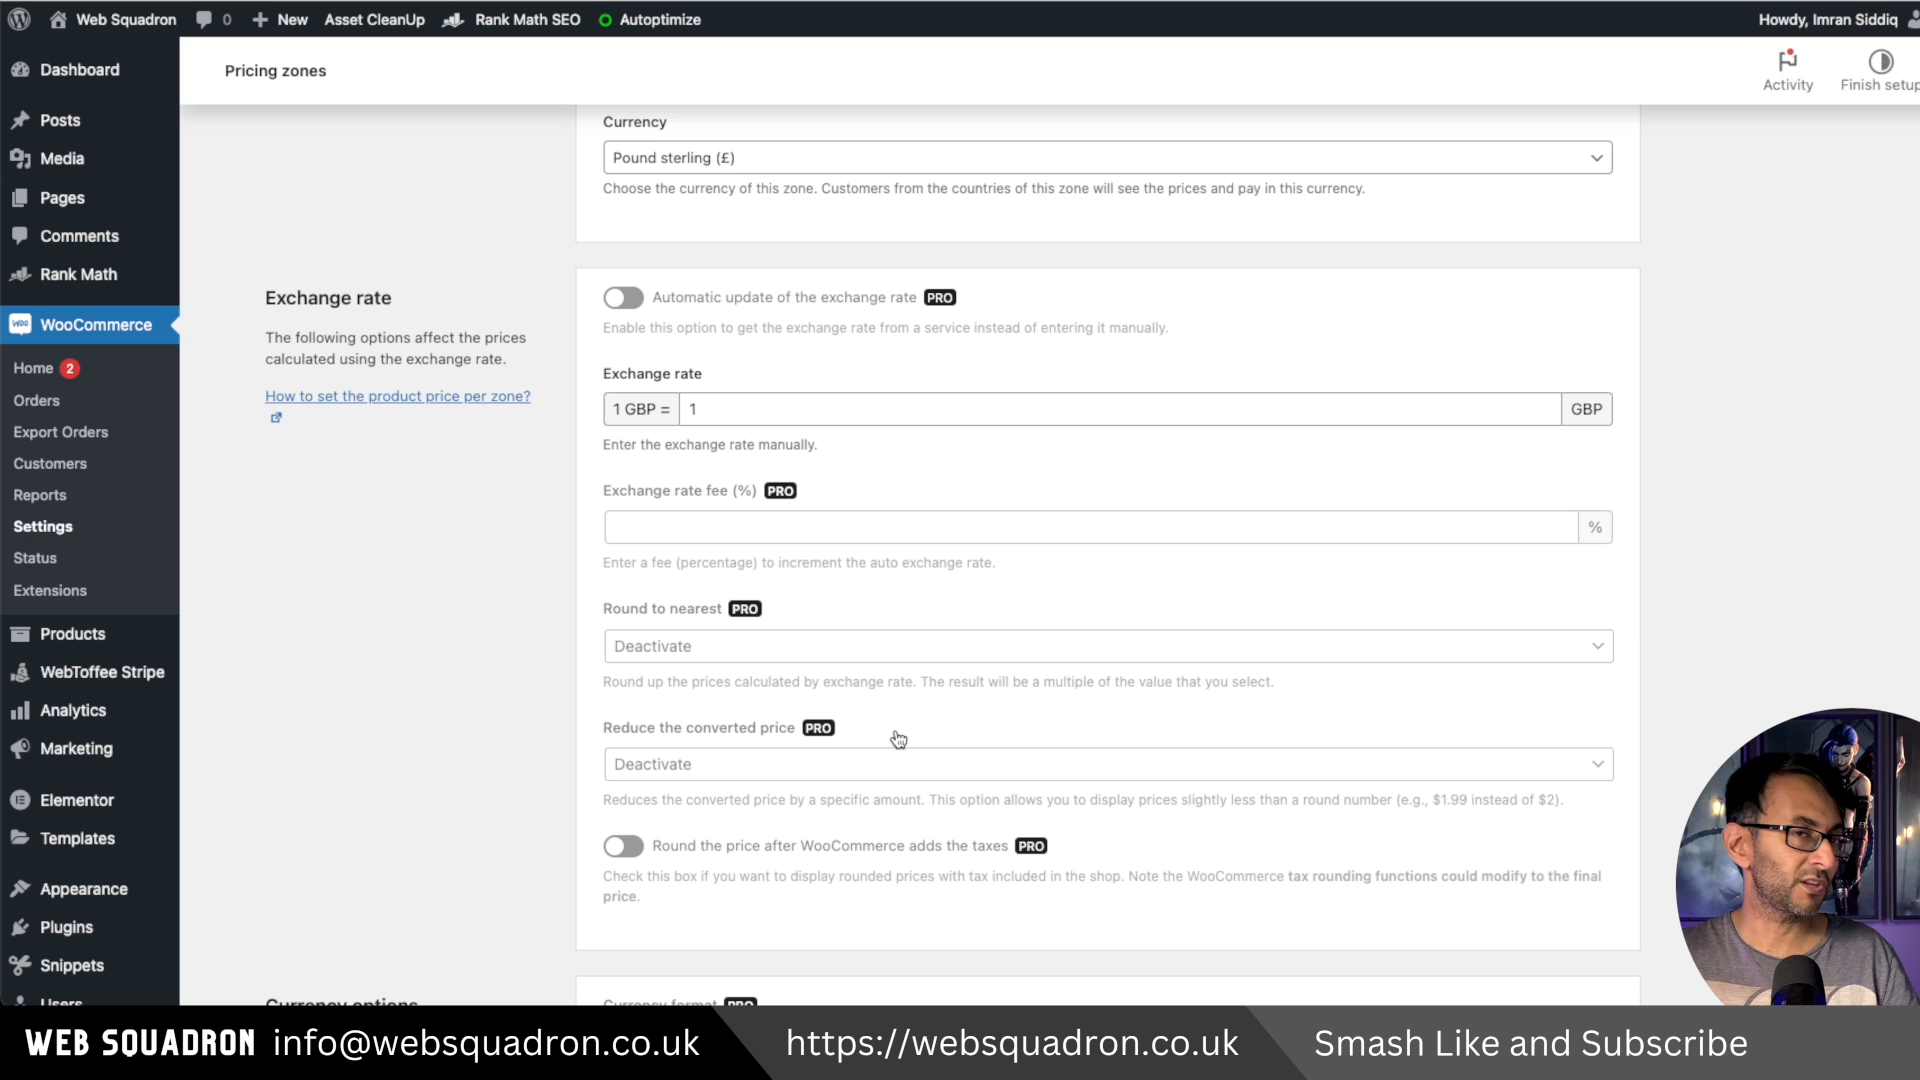 Web Squadron
0
New
Asset CleanUp
Rank Math SEO
Autoptimize
Howdy, Imran Siddiq
Dashboard
Posts
Media
Pages
Comments
Rank Math
Woo
WooCommerce
Home 2
Orders
Export Orders
Customers
Reports
Settings
Status
Extensions
Products
WebToffee Stripe
Analytics
Marketing
Elementor
Templates
Appearance
Plugins
Snippets
Users
Pricing zones
Activity
Finish setup
Currency
Pound sterling (£)
Choose the currency of this zone. Customers from the countries of this zone will see the prices and pay in this currency.
Exchange rate
The following options affect the prices
calculated using the exchange rate.
How to set the product price per zone?
Automatic update of the exchange rate PRO
Enable this option to get the exchange rate from a service instead of entering it manually.
Exchange rate
1 GBP = 1 GBP
Enter the exchange rate manually.
Exchange rate fee (%) PRO
%
Enter a fee (percentage) to increment the auto exchange rate.
Round to nearest PRO
Deactivate
Round up the prices calculated by exchange rate. The result will be a multiple of the value that you select.
Reduce the converted price PRO
Deactivate
Reduces the converted price by a specific amount. This option allows you to display prices slightly less than a round number (e.g., $1.99 instead of $2).
Round the price after WooCommerce adds the taxes PRO
Check this box if you want to display rounded prices with tax included in the shop. Note the WooCommerce tax rounding functions could modify to the final
price.
Currency options
Currency format PRO
WEB SQUADRON info@websquadron.co.uk
https://websquadron.co.uk
Smash Like and Subscribe